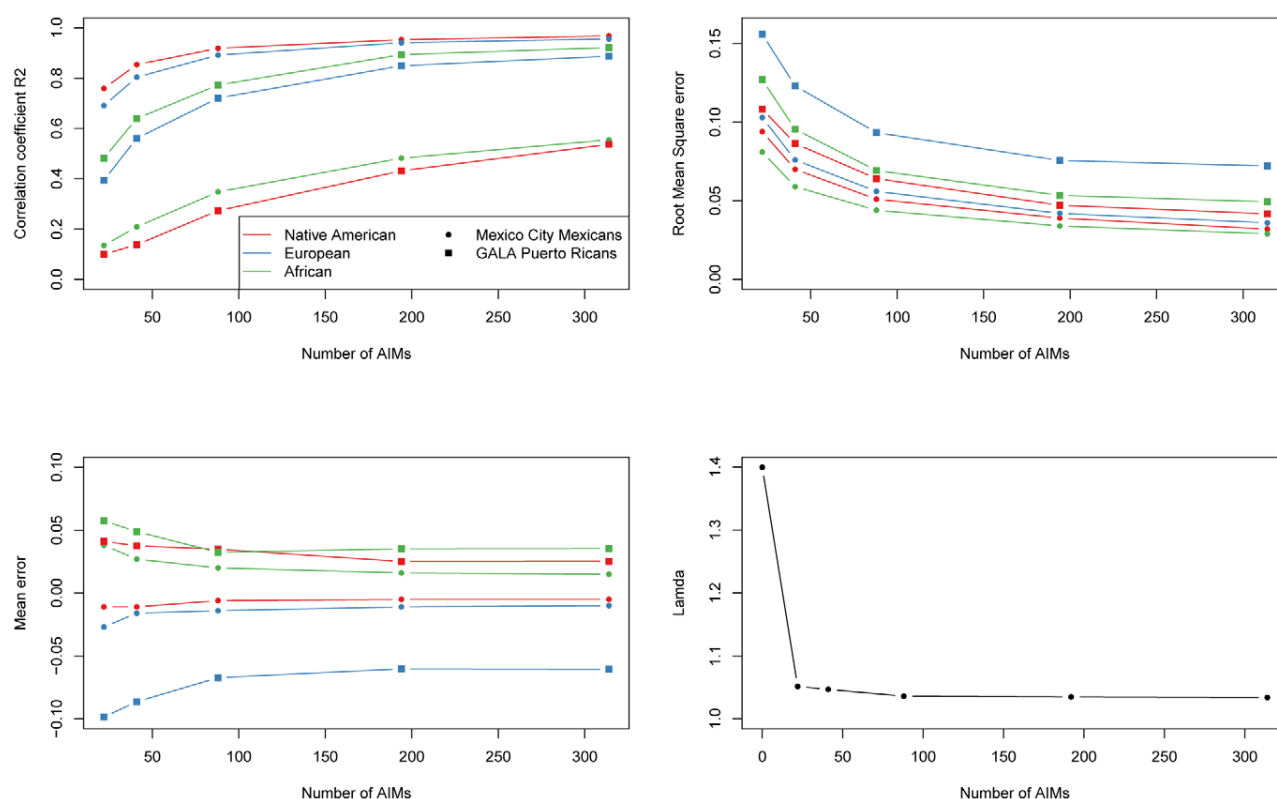 Correlation coefficient R2
1.0
0.8
0.6
0.4
0.2
0.0
Native American
European
African
Mexico City Mexicans
GALA Puerto Ricans
50 100 150 200 250 300
Number of AIMs
Root Mean Square error
0.15
0.10
0.05
0.00
50 100 150 200 250 300
Number of AIMs
Mean error
0.10
0.05
0.00
−0.05
−0.10
50 100 150 200 250 300
Number of AIMs
Lamda
1.4
1.3
1.2
1.1
1.0
0 50 100 150 200 250 300
Number of AIMs